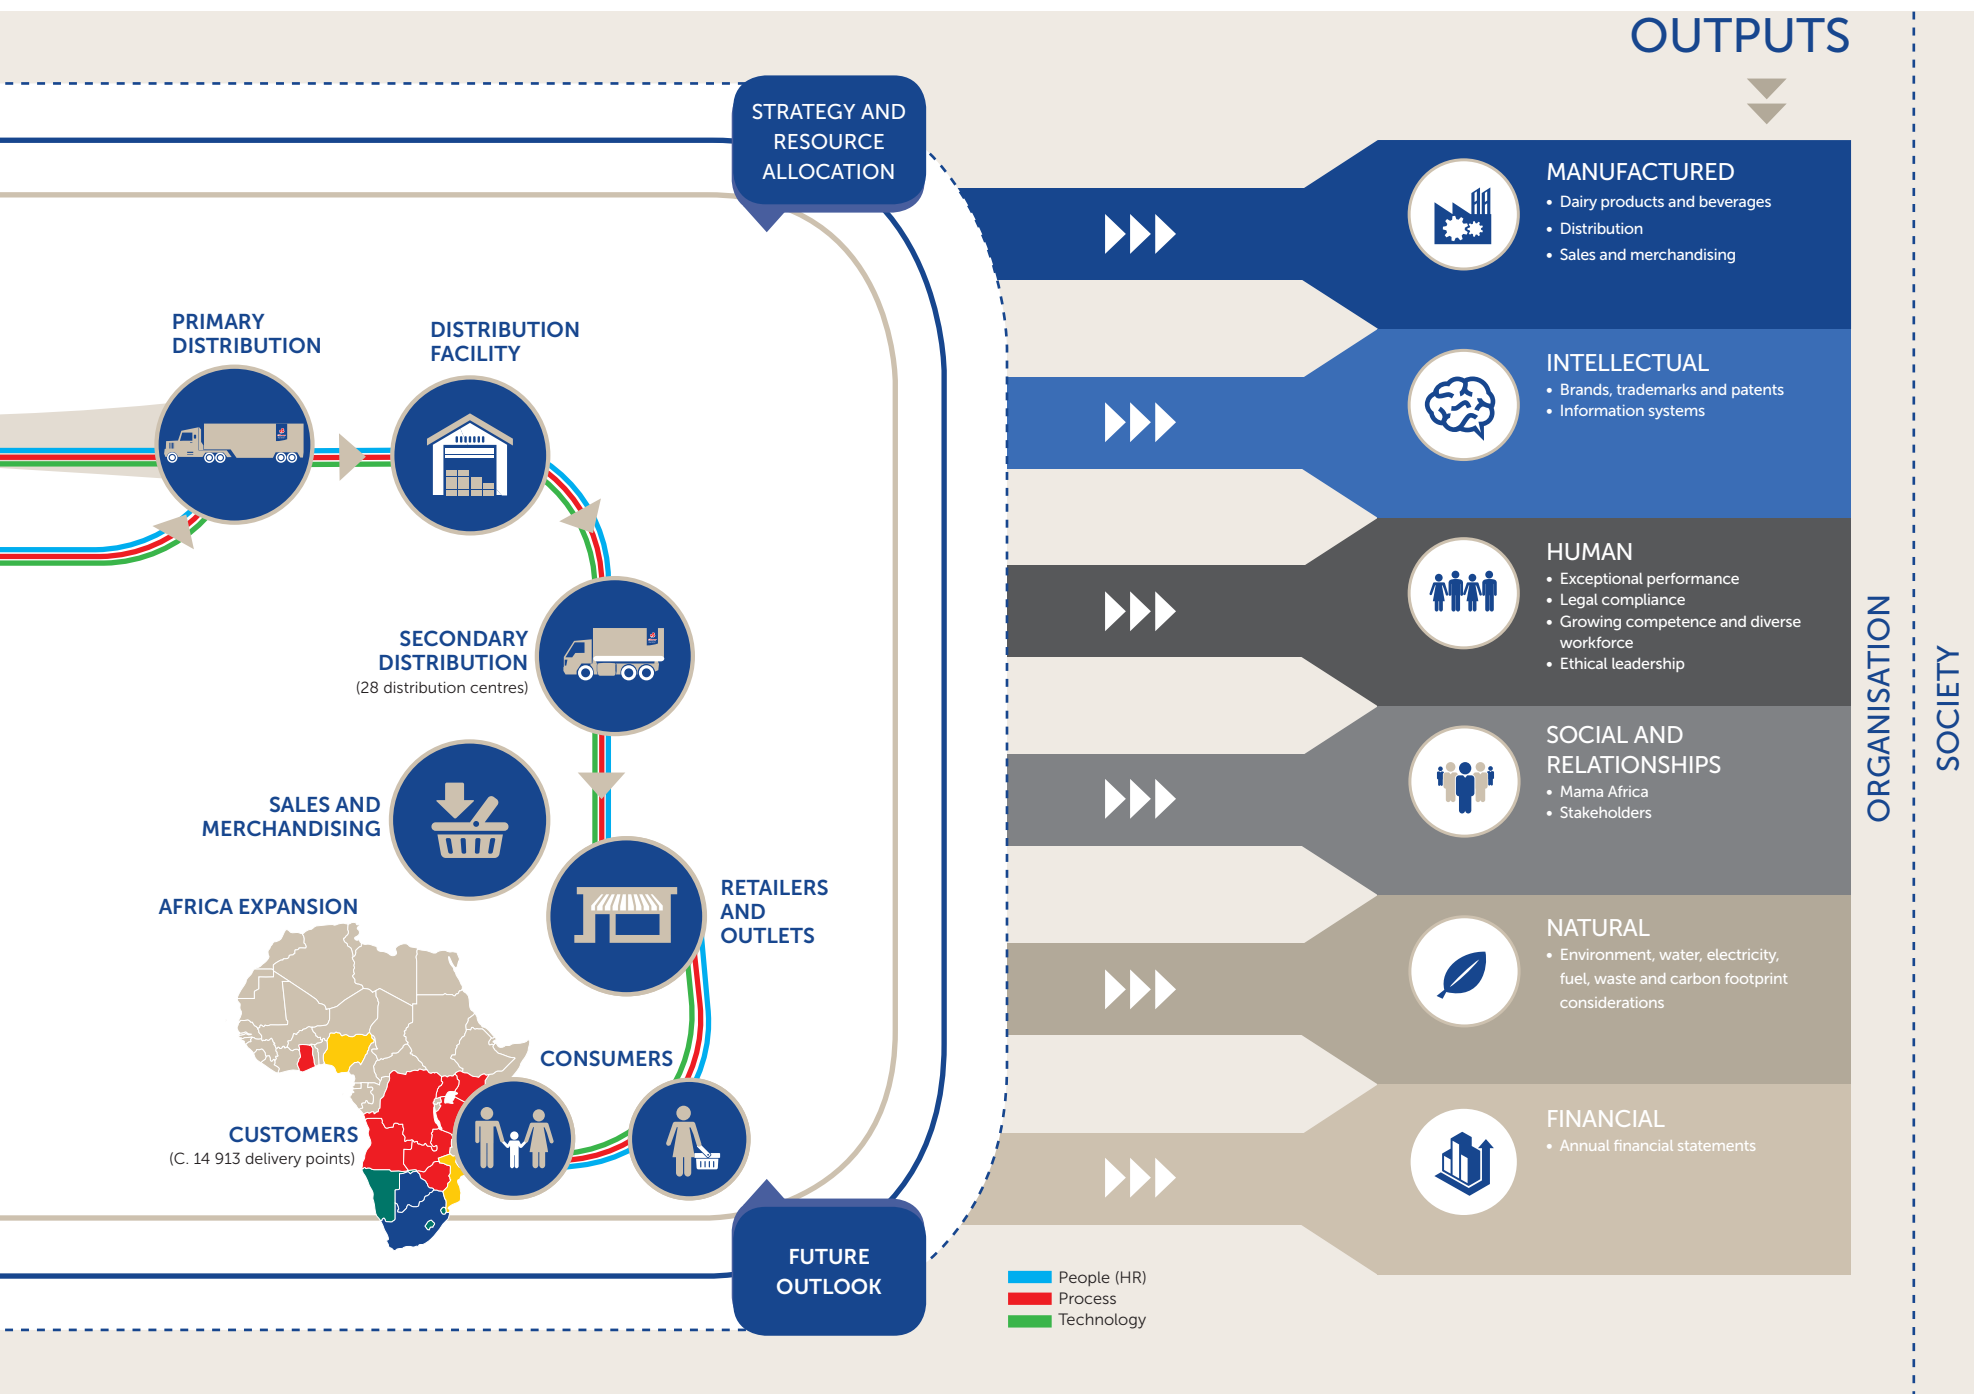 OUTPUTS
STRATEGY AND
RESOURCE
ALLOCATION
PRIMARY
DISTRIBUTION
DISTRIBUTION
FACILITY
SECONDARY
DISTRIBUTION
(28 distribution centres)
SALES AND
MERCHANDISING
RETAILERS
AND
OUTLETS
AFRICA EXPANSION
CONSUMERS
CUSTOMERS
(C. 14 913 delivery points)
FUTURE
OUTLOOK
MANUFACTURED
• Dairy products and beverages
• Distribution
• Sales and merchandising
INTELLECTUAL
• Brands, trademarks and patents
• Information systems
HUMAN
• Exceptional performance
• Legal compliance
• Growing competence and diverse
workforce
• Ethical leadership
SOCIAL AND
RELATIONSHIPS
• Mama Africa
• Stakeholders
NATURAL
• Environment, water, electricity,
fuel, waste and carbon footprint
considerations
FINANCIAL
• Annual financial statements
People (HR)
Process
Technology
ORGANISATION
SOCIETY